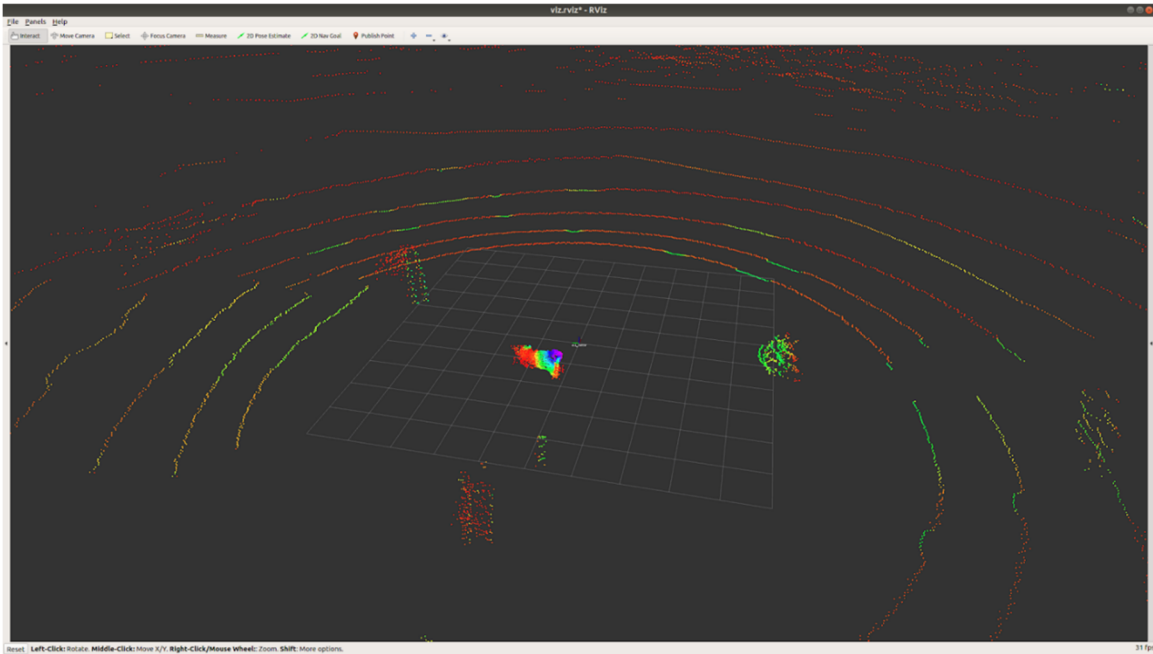 viz.rviz* - RViz
File Panels Help
Interact Move Camera Select Focus Camera Measure 2D Pose Estimate 2D Nav Goal Publish Point
Reset Left-Click: Rotate. Middle-Click: Move X/Y. Right-Click/Mouse Wheel: Zoom. Shift: More options. 31 fps